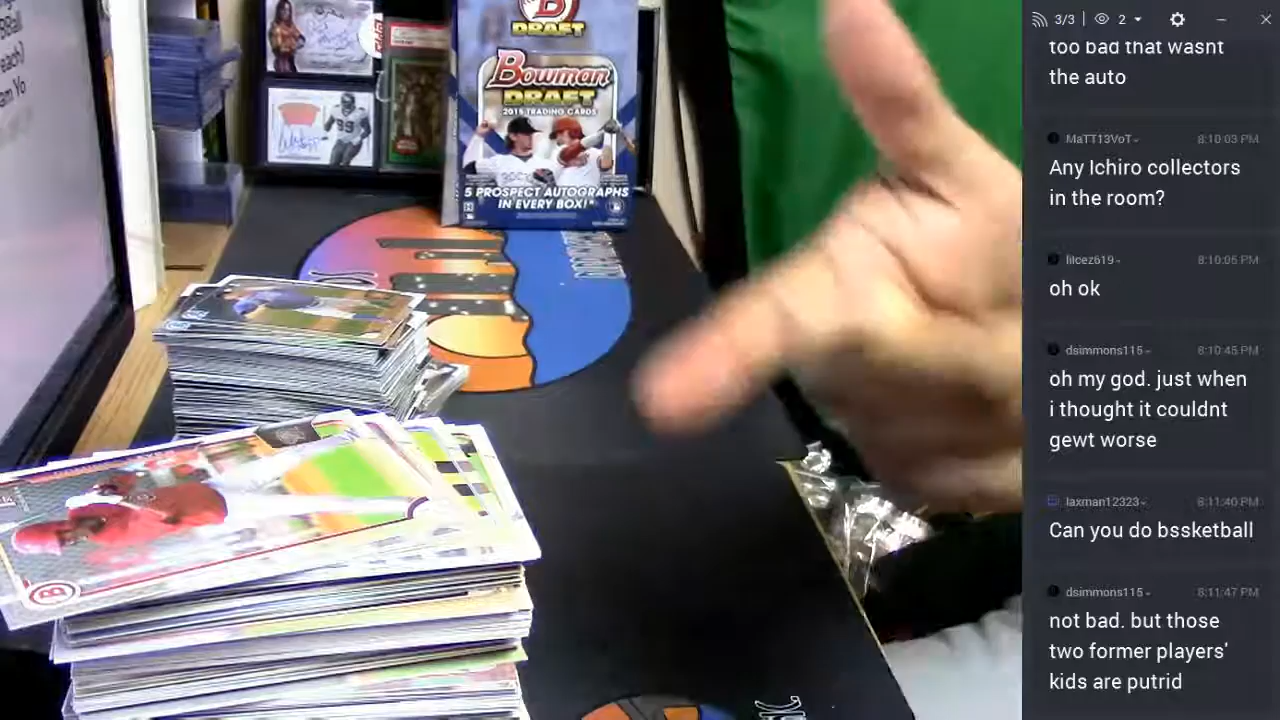 each)
am Yo
DRAFT
Bowman
DRAFT
2015 TRADING CARDS
99
5 PROSPECT AUTOGRAPHS
IN EVERY BOX!*
B
3/3
2
too bad that wasnt
the auto
MaTT13VoT
8:10:03 PM
Any Ichiro collectors
in the room?
lilcez619
8:10:05 PM
oh ok
dsimmons115
8:10:45 PM
oh my god. just when
i thought it couldnt
gewt worse
laxman12323
8:11:40 PM
Can you do bssketball
dsimmons115
8:11:47 PM
not bad. but those
two former players'
kids are putrid